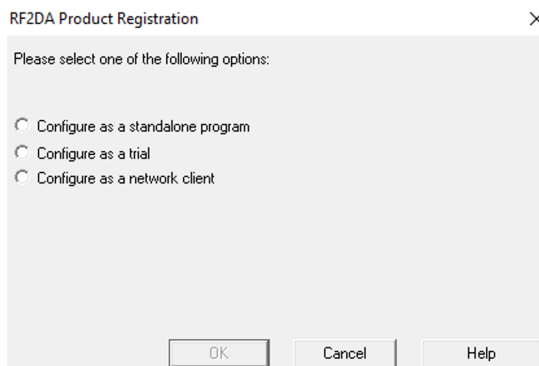 RF2DA Product Registration
Please select one of the following options:
Configure as a standalone program
Configure as a trial
Configure as a network client
OK Cancel Help